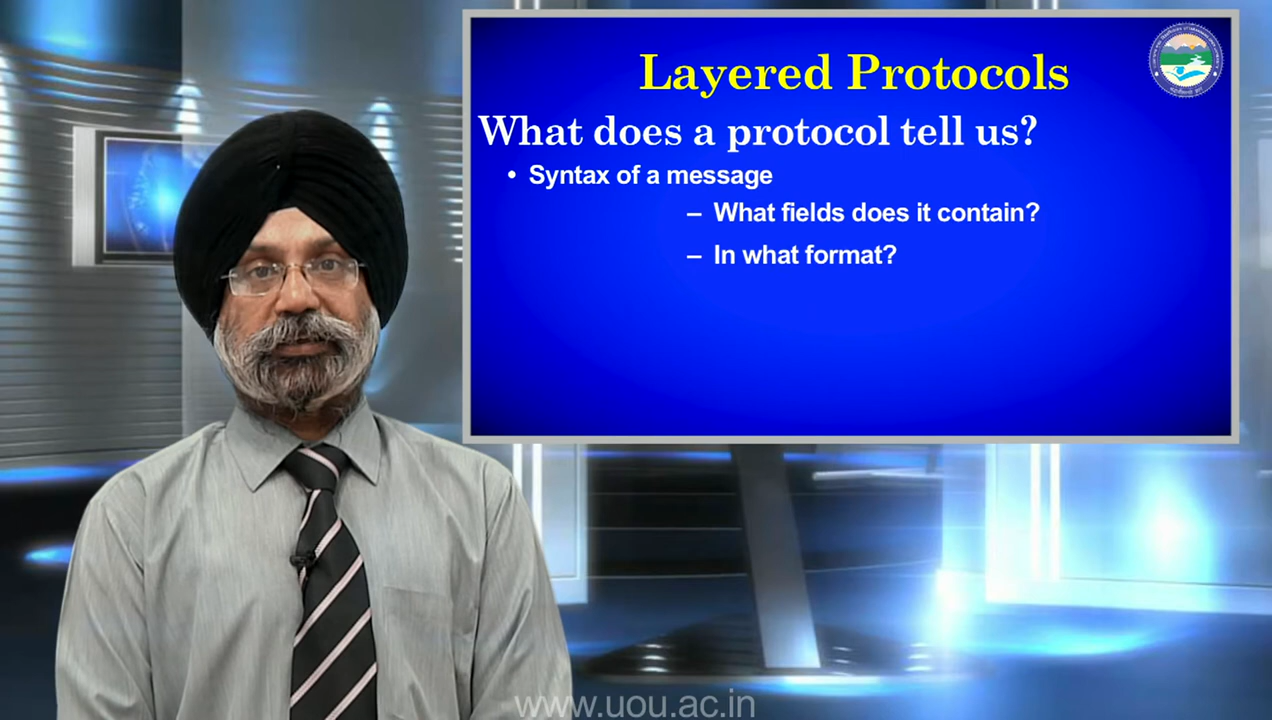 Layered Protocols
What does a protocol tell us?
• Syntax of a message
– What fields does it contain?
– In what format?
www.uou.ac.in